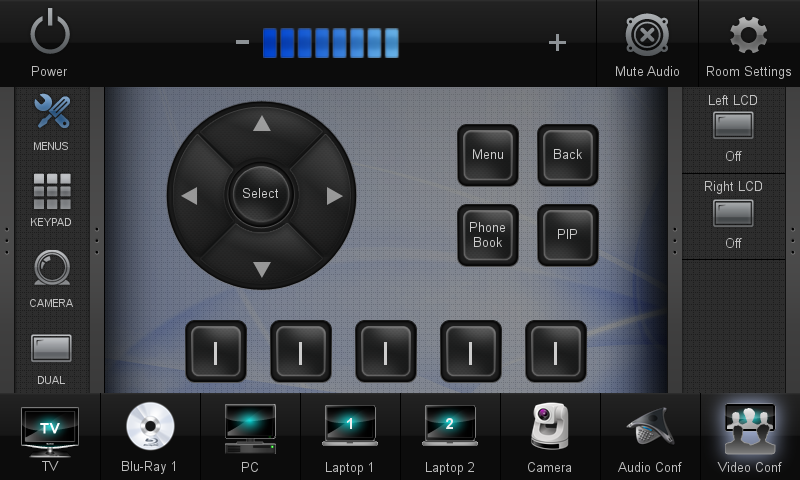 Power
−
+
Mute Audio
Room Settings
MENUS
KEYPAD
CAMERA
DUAL
Select
Menu
Back
Phone
Book
PIP
|
|
|
|
|
Left LCD
Off
Right LCD
Off
TV
TV
Blu-Ray 1
PC
1
Laptop 1
2
Laptop 2
Camera
Audio Conf
Video Conf